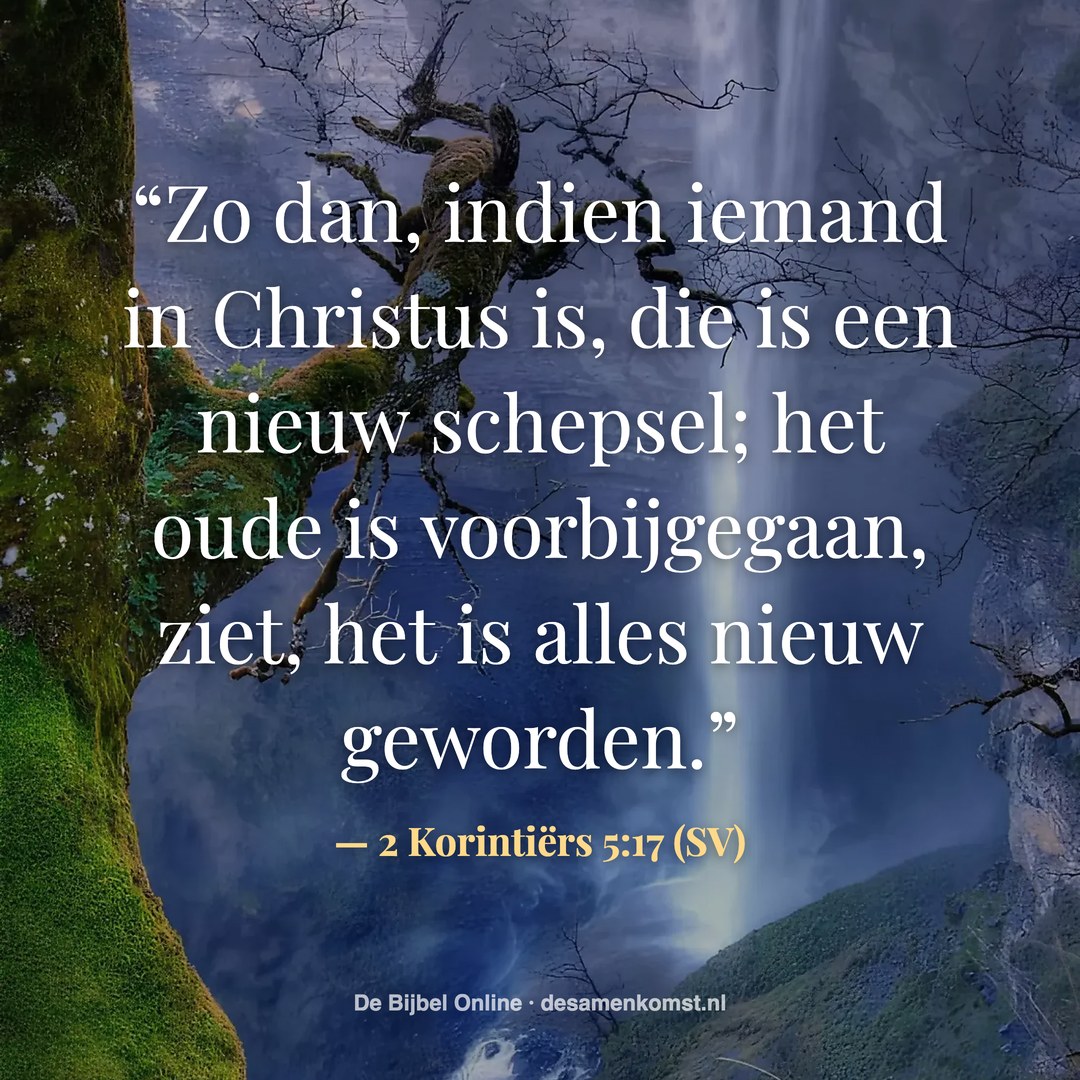 “Zo dan, indien iemand
in Christus is, die is een
nieuw schepsel; het
oude is voorbijgegaan,
ziet, het is alles nieuw
geworden.”
— 2 Korintiërs 5:17 (SV)
De Bijbel Online · desamenkomst.nl